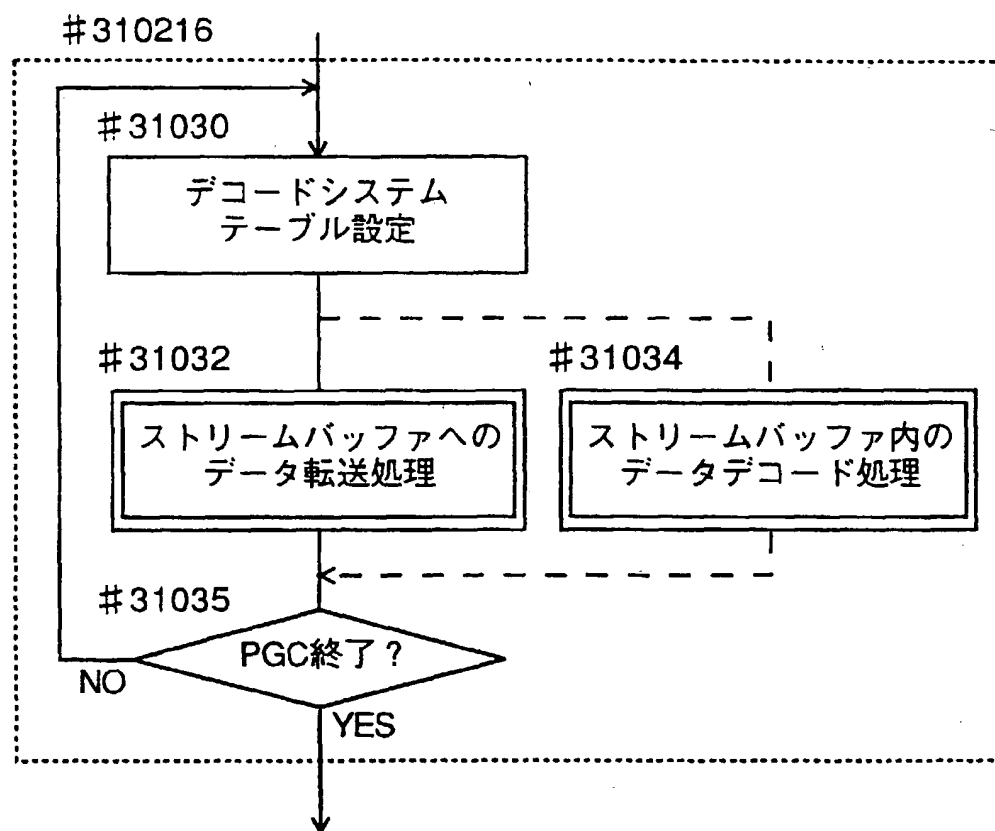 #310216
#31030
デコードシステム
テーブル設定
#31032
#31034
ストリームバッファへの
データ転送処理
ストリームバッファ内の
データデコード処理
#31035
PGC終了?
NO
YES